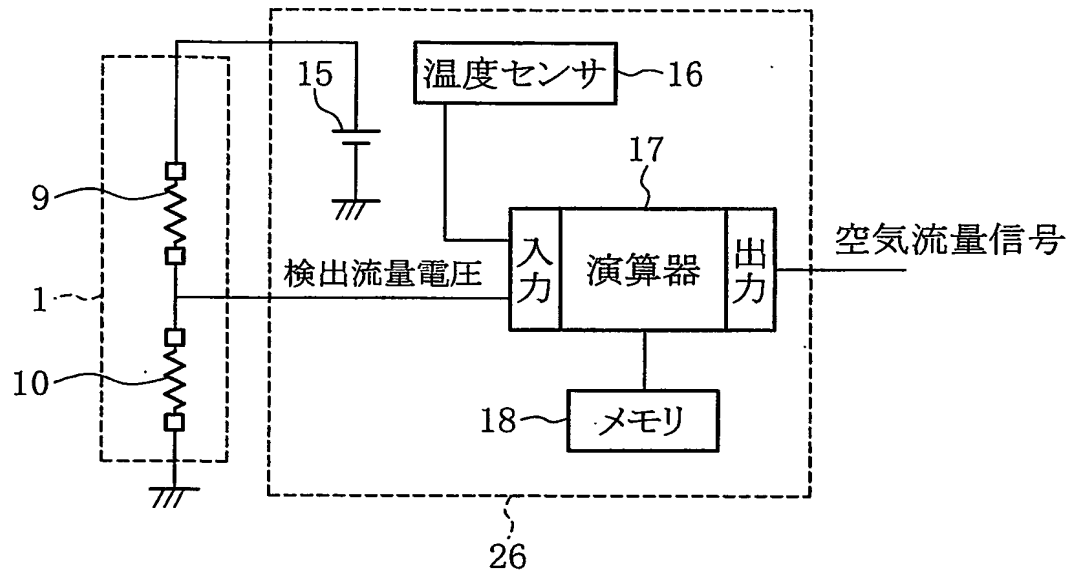 温度センサ
16
15
17
9
入力
演算器
出力
空気流量信号
検出流量電圧
1
10
18
メモリ
26